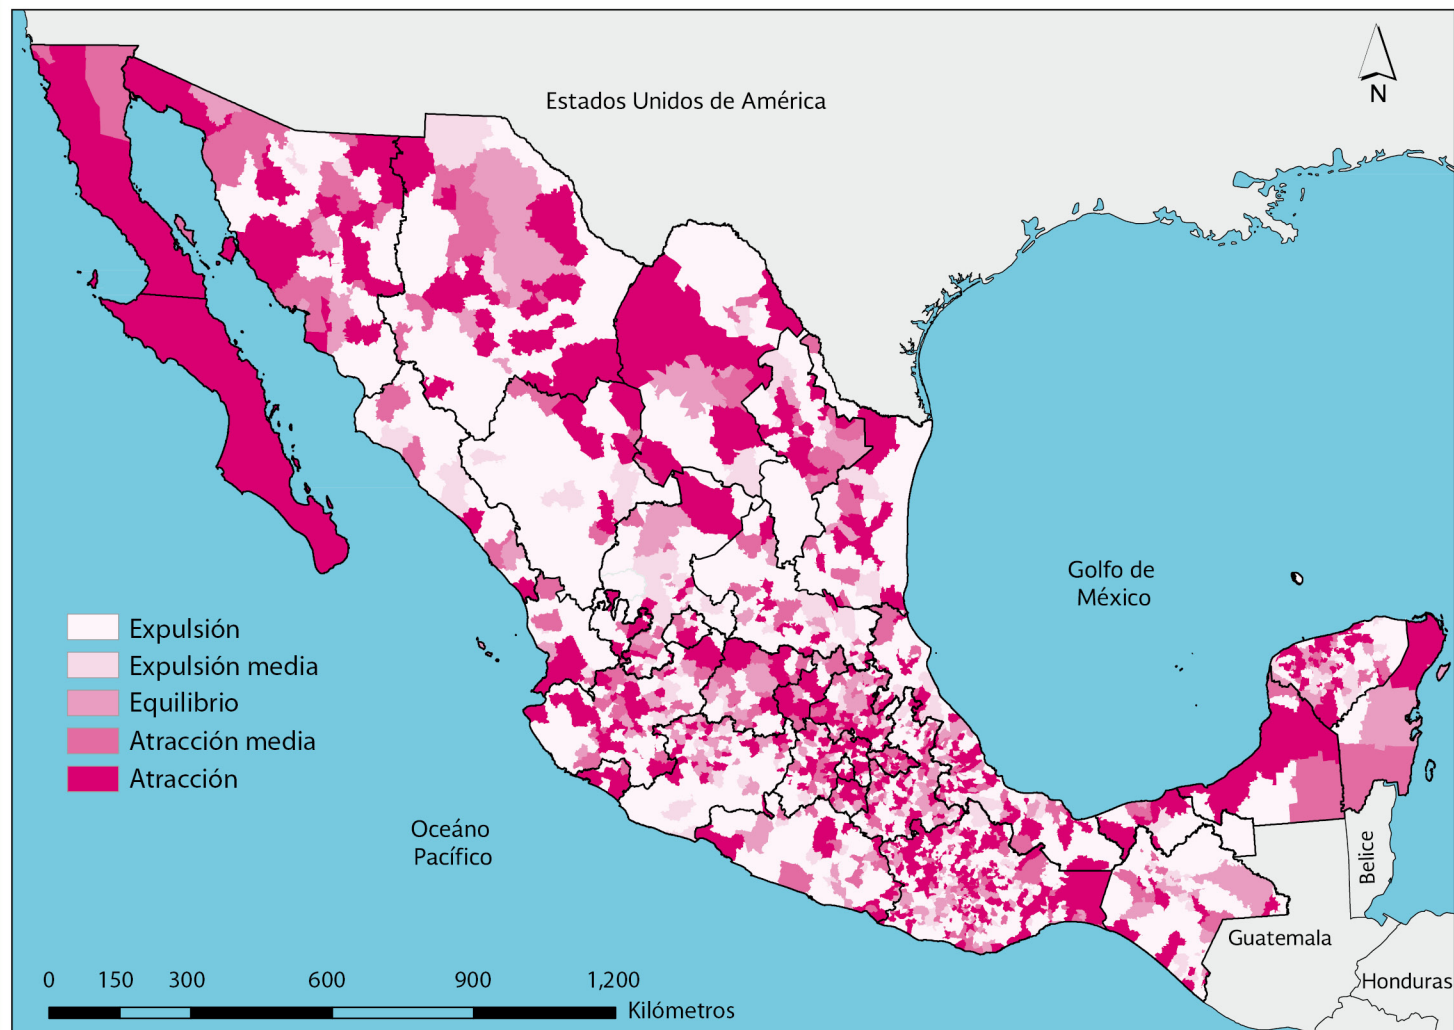 Estados Unidos de América
N
Golfo de
México
Expulsión
Expulsión media
Equilibrio
Atracción media
Atracción
Oceáno
Pacífico
Belice
Guatemala
Honduras
0 150 300 600 900 1,200
Kilómetros